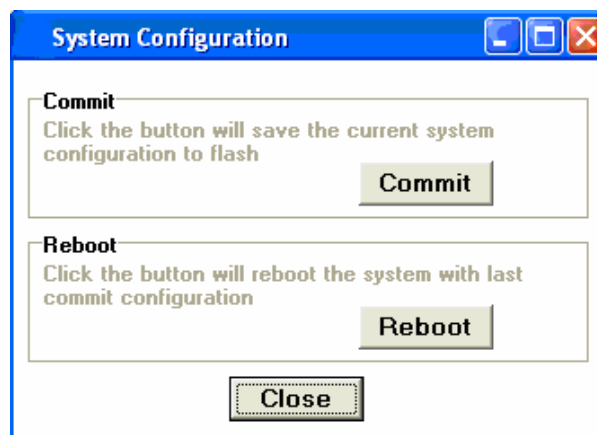 System Configuration
Commit
Click the button will save the current system
configuration to flash
Commit
Reboot
Click the button will reboot the system with last
commit configuration
Reboot
Close